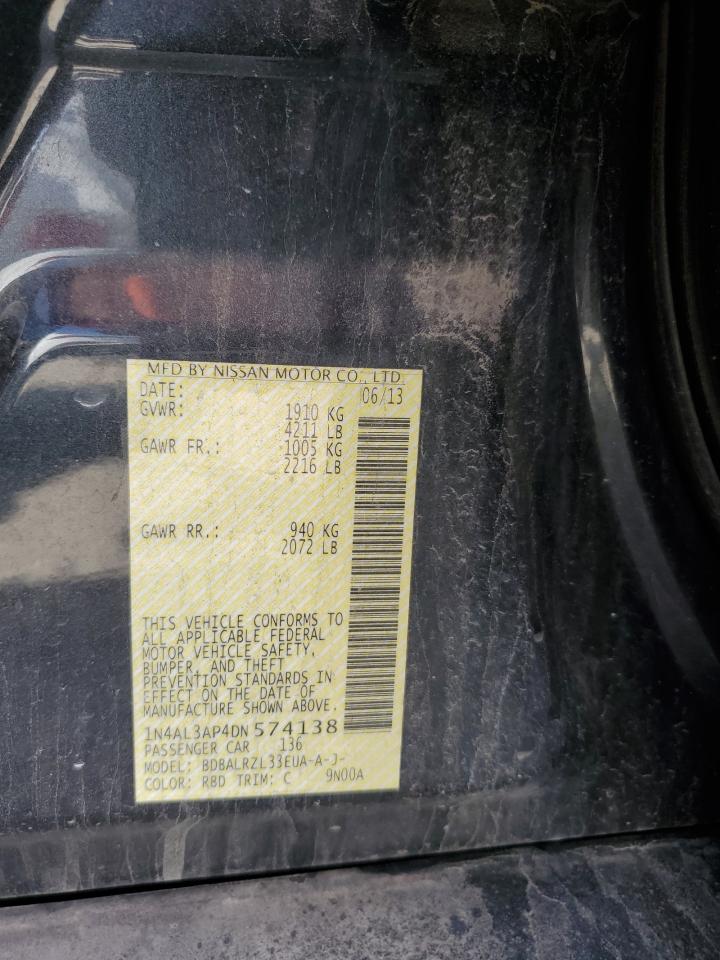 MFD BY NISSAN MOTOR CO., LTD.
DATE: 06/13
GVWR: 1910 KG
4211 LB
GAWR FR.: 1005 KG
2216 LB
GAWR RR.: 940 KG
2072 LB
THIS VEHICLE CONFORMS TO
ALL APPLICABLE FEDERAL
MOTOR VEHICLE SAFETY,
BUMPER, AND THEFT
PREVENTION STANDARDS IN
EFFECT ON THE DATE OF
MANUFACTURE SHOWN ABOVE.
1N4AL3AP4DN574138
PASSENGER CAR 136
MODEL: BDBALRZL33EUA-A-J-
COLOR: RBD TRIM: C 9N00A